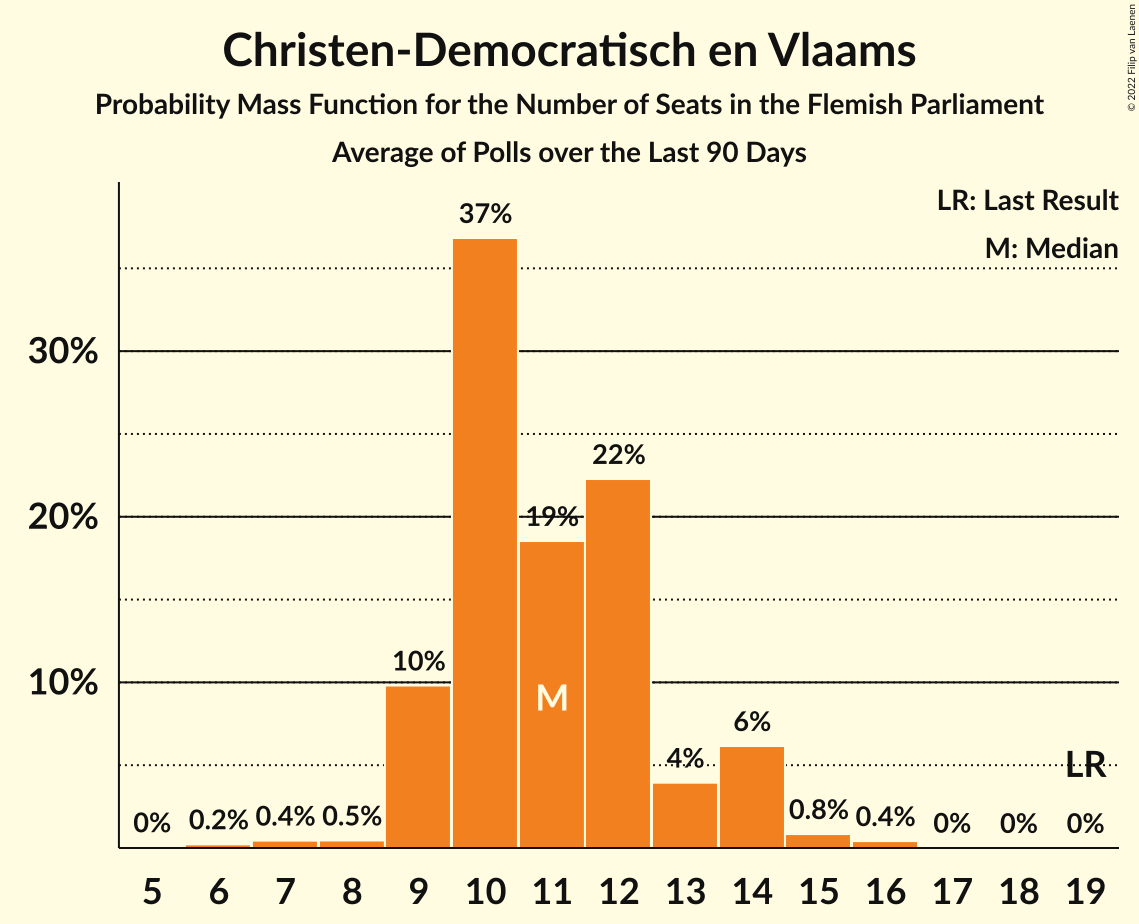 Christen-Democratisch en Vlaams
Probability Mass Function for the Number of Seats in the Flemish Parliament
Average of Polls over the Last 90 Days
© 2022 Filip van Laenen
LR: Last Result
M: Median
37%
30%
22%
20%
19%
10%
10%
M
6%
4%
LR
0% 0.2% 0.4% 0.5% 0.8% 0.4% 0% 0% 0%
5 6 7 8 9 10 11 12 13 14 15 16 17 18 19